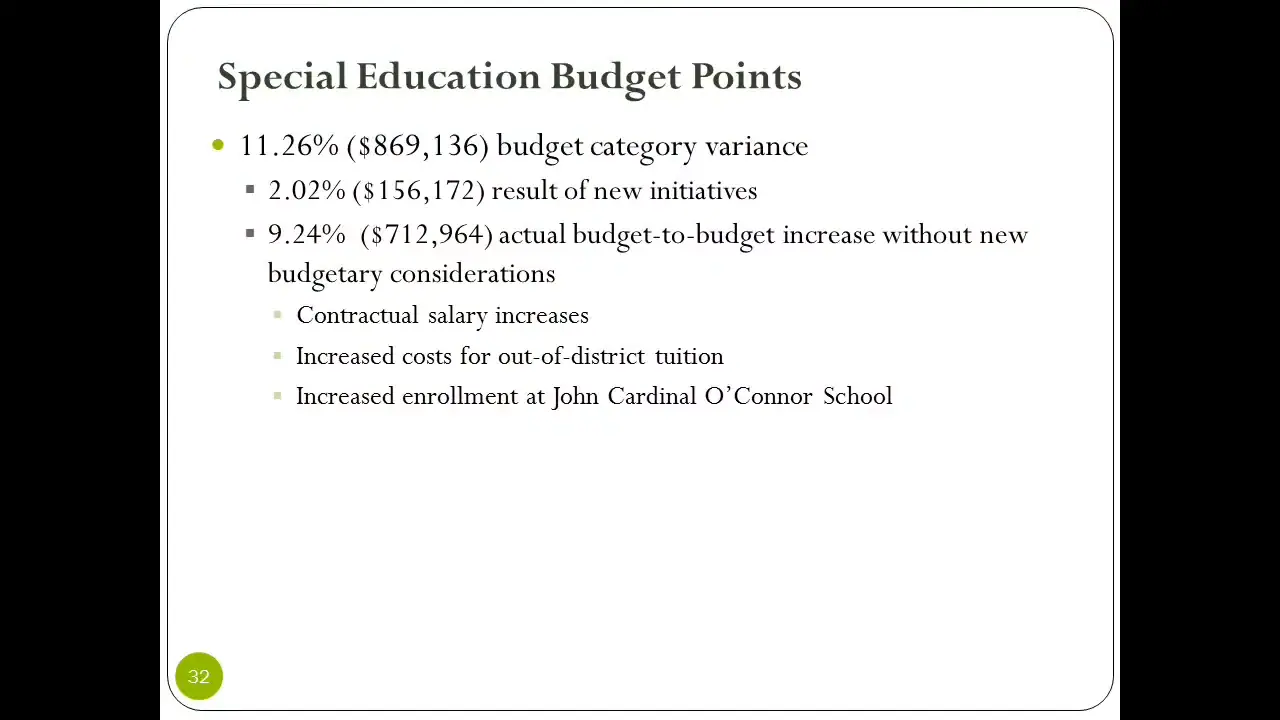 Special Education Budget Points
11.26% ($869,136) budget category variance
2.02% ($156,172) result of new initiatives
9.24% ($712,964) actual budget-to-budget increase without new
budgetary considerations
Contractual salary increases
Increased costs for out-of-district tuition
Increased enrollment at John Cardinal O’Connor School
32